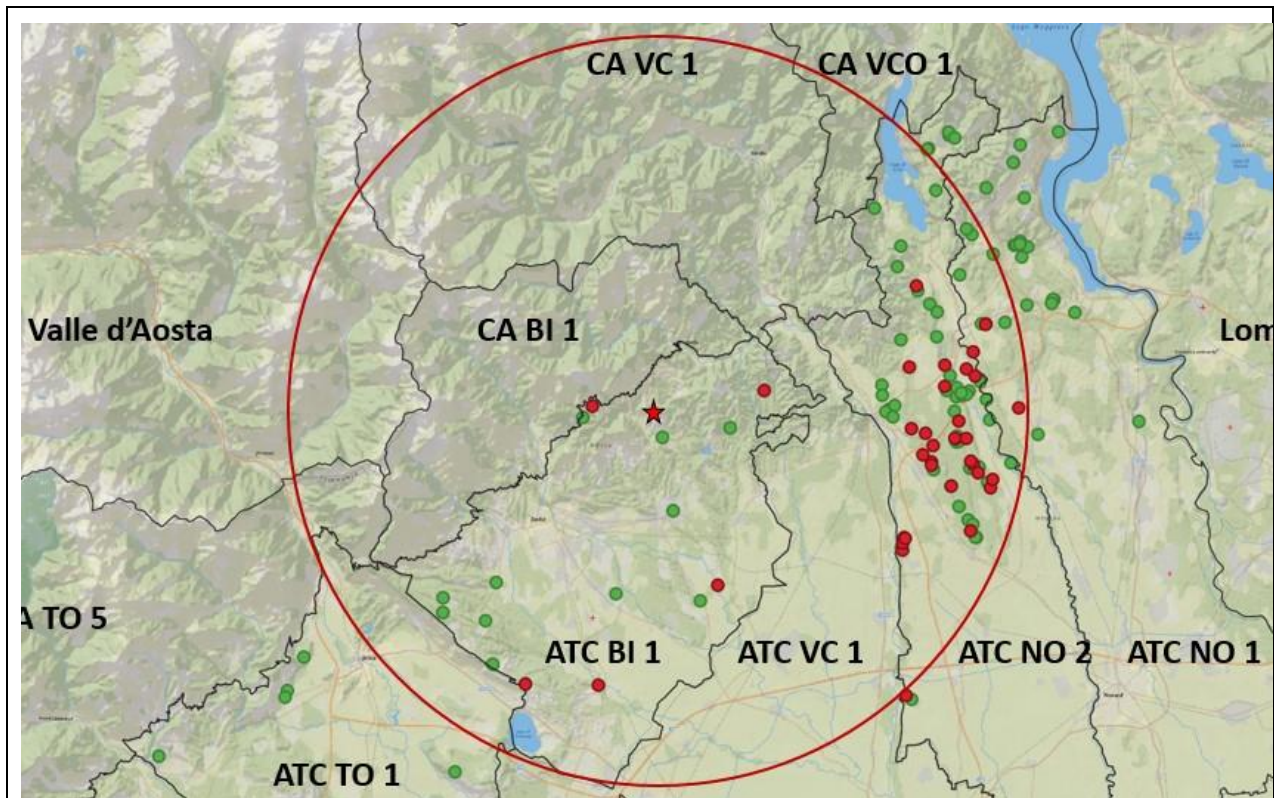 CA VC 1
CA VCO 1
Valle d’Aosta
CA BI 1
Lom
A TO 5
ATC BI 1
ATC VC 1
ATC NO 2
ATC NO 1
ATC TO 1